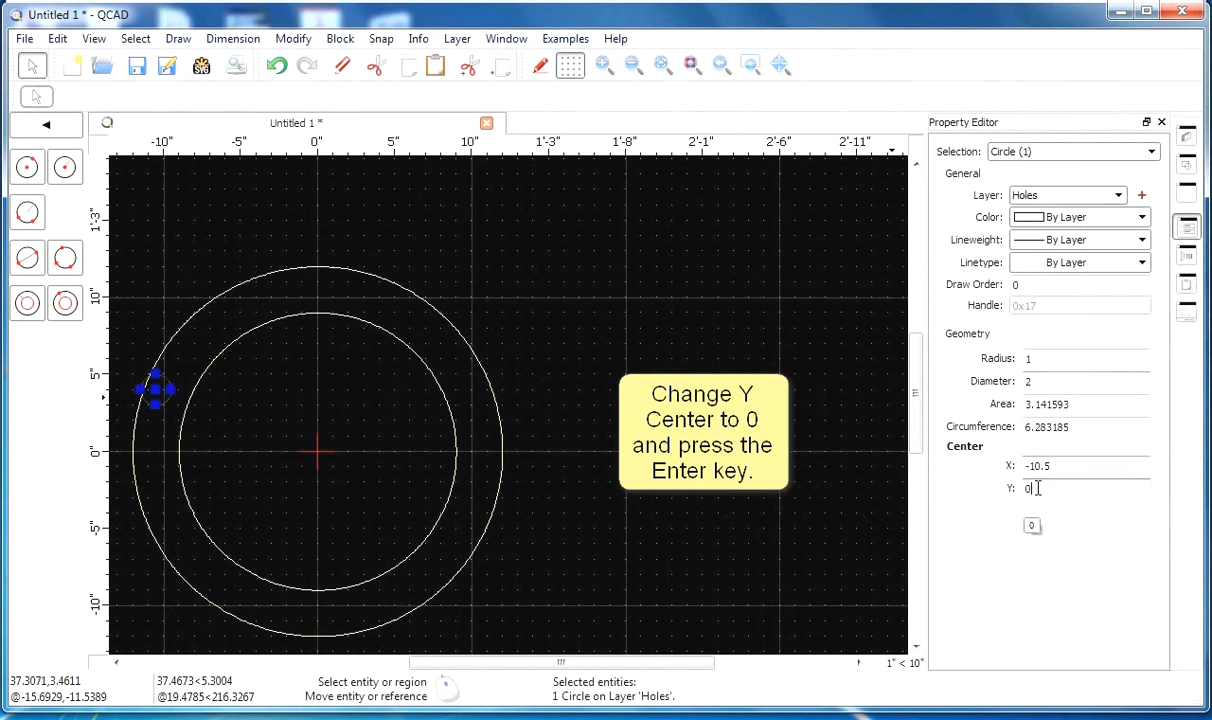 Untitled 1 * - QCAD
File Edit View Select Draw Dimension Modify Block Snap Info Layer Window Examples Help
SVG
Untitled 1 *
-10" -5" 0" 5" 10" 1'-3" 1'-8" 2'-1" 2'-6" 2'-11"
1'-3"
10"
5"
0"
-5"
-10"
Change Y
Center to 0
and press the
Enter key.
Property Editor
Selection: Circle (1)
General
Layer: Holes
Color: By Layer
Lineweight: By Layer
Linetype: By Layer
Draw Order: 0
Handle: 0x17
Geometry
Radius: 1
Diameter: 2
Area: 3.141593
Circumference: 6.283185
Center
X: -10.5
Y: 0
0
1" < 10"
37.3071,3.4611 37.4673<5.3004 Select entity or region Selected entities:
@-15.6929,-11.5389 @19.4785<216.3267 Move entity or reference 1 Circle on Layer 'Holes'.